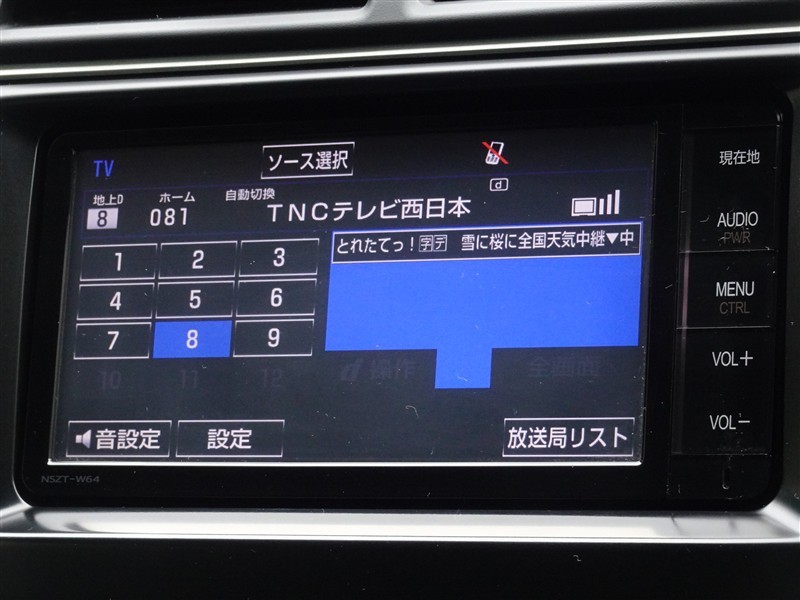 TV
ソース選択
地上D ホーム 自動切換
8 081 TNCテレビ西日本
d
とれたてっ！字デ 雪に桜に全国天気中継▼中
1 2 3
4 5 6
7 8 9
10 11 12
d 操作 全画面
音設定 設定 放送局リスト
NSZT-W64
現在地
AUDIO
PWR
MENU
CTRL
VOL+
VOL-